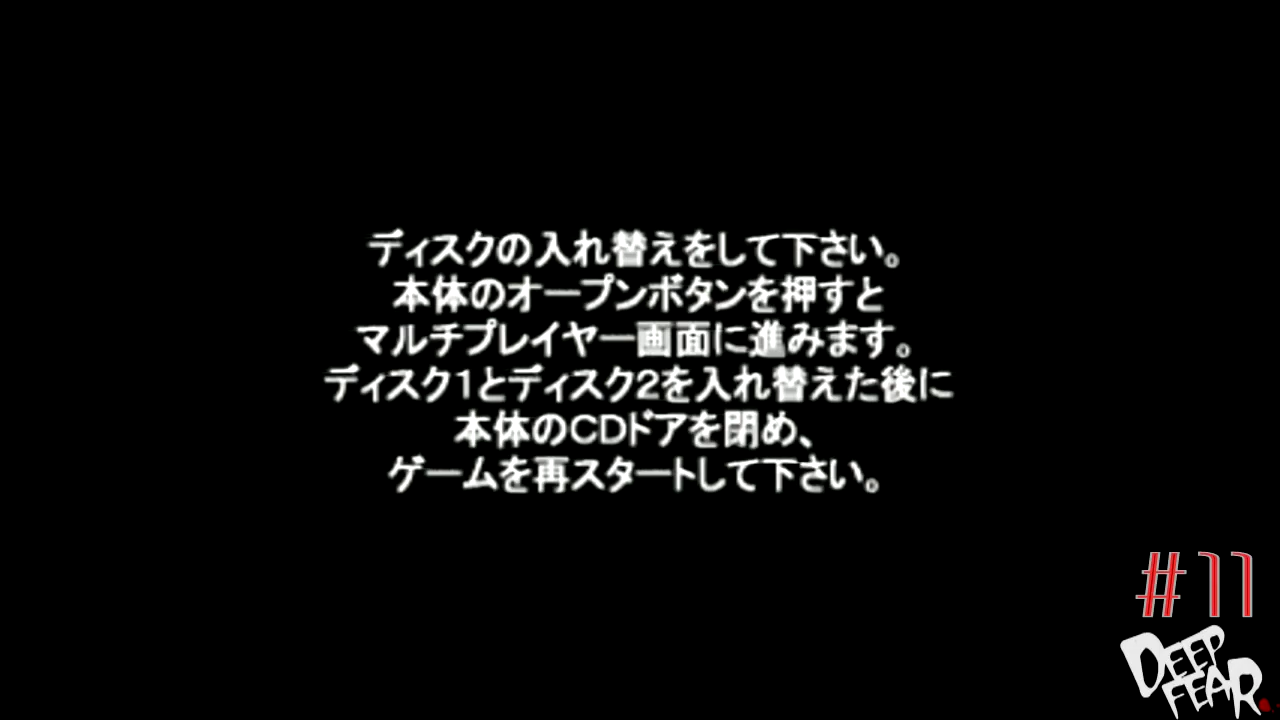 ディスクの入れ替えをして下さい。
本体のオープンボタンを押すと
マルチプレイヤー画面に進みます。
ディスク1とディスク2を入れ替えた後に
本体のCDドアを閉め、
ゲームを再スタートして下さい。
#11
DEEP
FEAR.